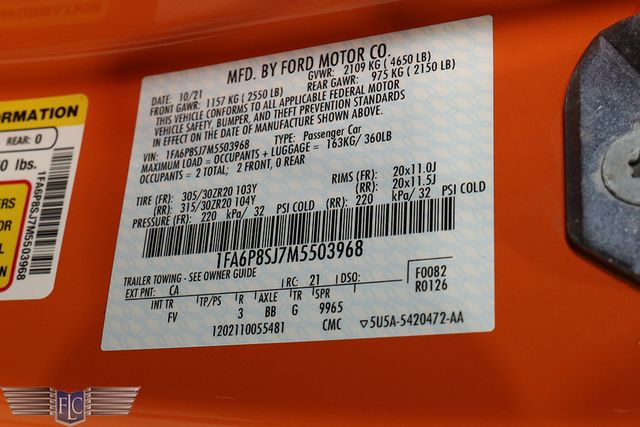 MFD. BY FORD MOTOR CO.
DATE: 10/21 GVWR: 2109 KG ( 4650 LB)
FRONT GAWR: 1157 KG ( 2550 LB) REAR GAWR: 975 KG ( 2150 LB)
THIS VEHICLE CONFORMS TO ALL APPLICABLE FEDERAL MOTOR
VEHICLE SAFETY, BUMPER, AND THEFT PREVENTION STANDARDS
IN EFFECT ON THE DATE OF MANUFACTURE SHOWN ABOVE.
VIN: 1FA6P8SJ7M5503968 TYPE: Passenger Car
MAXIMUM LOAD = OCCUPANTS + LUGGAGE = 163KG/ 360LB
OCCUPANTS = 2 TOTAL; 2 FRONT, 0 REAR
TIRE (FR): 305/30ZR20 103Y RIMS (FR): 20x11.0J
(RR): 315/30ZR20 104Y (RR): 20x11.5J
PRESSURE (FR): 220 kPa/ 32 PSI COLD (RR): 220 kPa/ 32 PSI COLD
1FA6P8SJ7M5503968
TRAILER TOWING - SEE OWNER GUIDE
EXT PNT: CA RC: 21 DSO: F0082
INT TR TP/PS R AXLE TR SPR R0126
FV 3 BB G 9965
1202110055481 CMC ▽5U5A-5420472-AA
RMATION
REAR: 0
0 lbs.
ERS
OR
L
N
1FA6P8SJ7M5503968
FLC